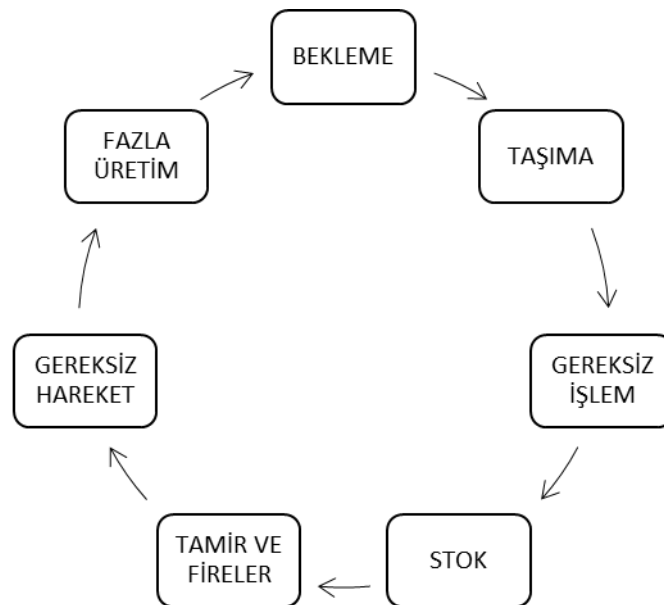 BEKLEME
TAŞIMA
GEREKSİZ
İŞLEM
STOK
TAMİR VE
FİRELER
GEREKSİZ
HAREKET
FAZLA
ÜRETİM